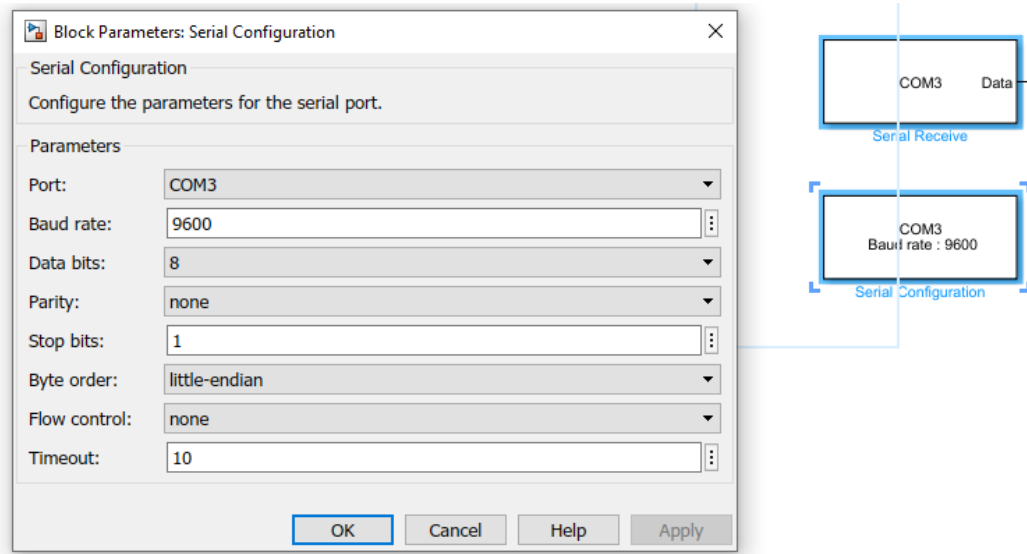 Block Parameters: Serial Configuration
Serial Configuration
Configure the parameters for the serial port.
Parameters
Port: COM3
Baud rate: 9600
Data bits: 8
Parity: none
Stop bits: 1
Byte order: little-endian
Flow control: none
Timeout: 10
OK Cancel Help Apply
COM3 Data
Serial Receive
COM3
Baud rate : 9600
Serial Configuration